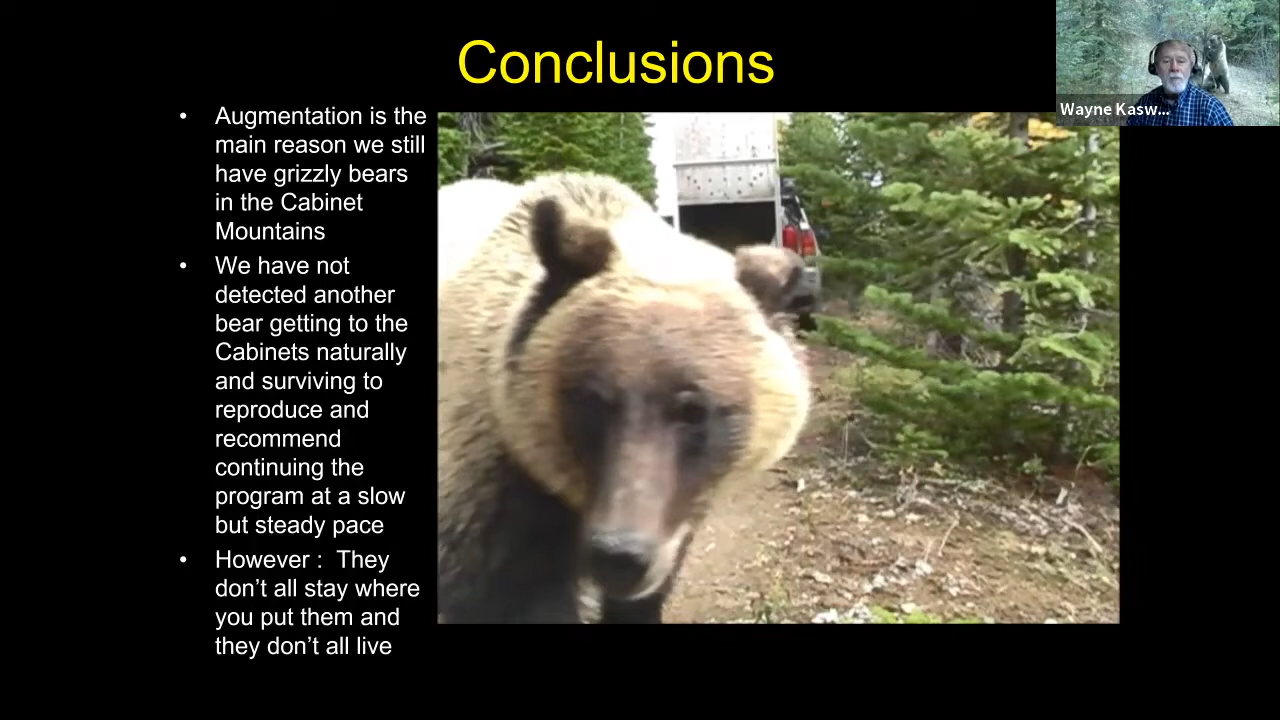 Conclusions
Wayne Kasw...
• Augmentation is the
main reason we still
have grizzly bears
in the Cabinet
Mountains
• We have not
detected another
bear getting to the
Cabinets naturally
and surviving to
reproduce and
recommend
continuing the
program at a slow
but steady pace
• However :  They
don’t all stay where
you put them and
they don’t all live